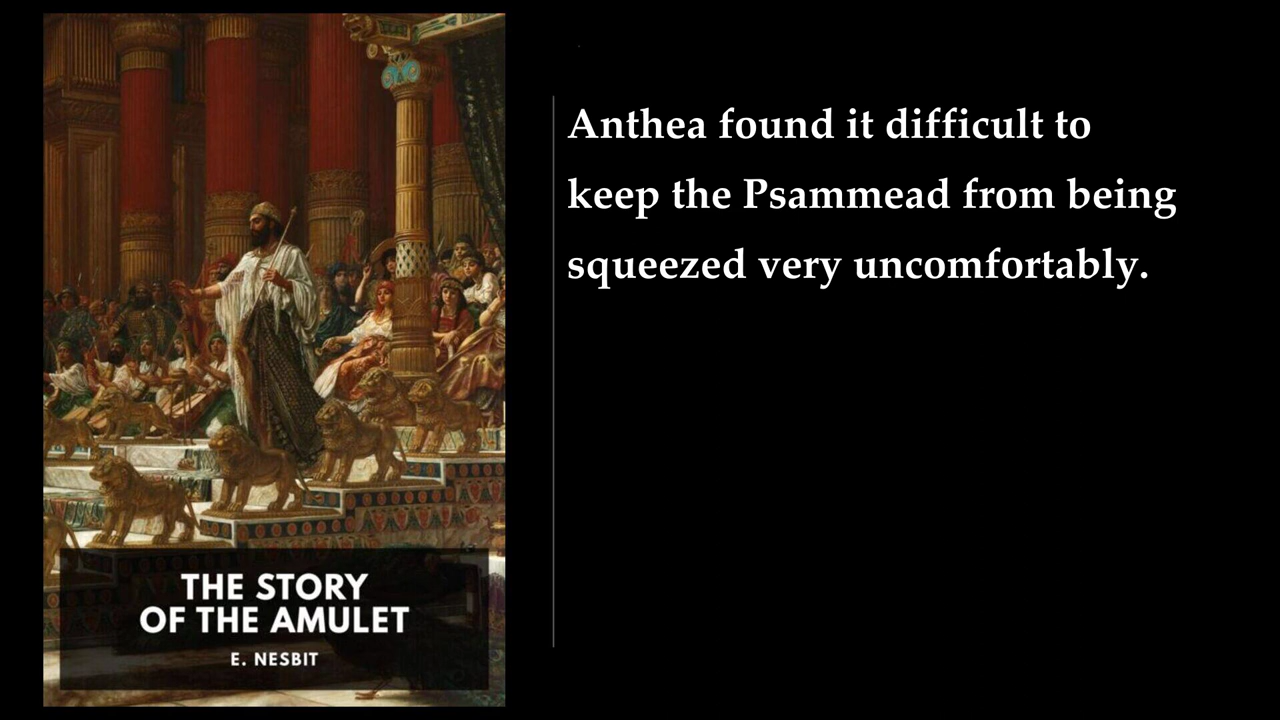 THE STORY
OF THE AMULET
E. NESBIT
Anthea found it difficult to
keep the Psammead from being
squeezed very uncomfortably.